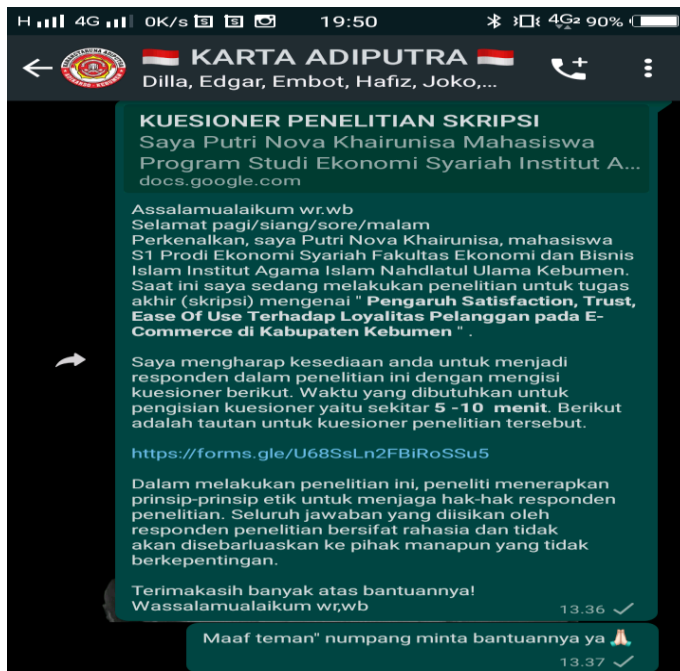 H 4G 0K/s 19:50 4G2 90%
KARTA ADIPUTRA
Dilla, Edgar, Embot, Hafiz, Joko,...
KUESIONER PENELITIAN SKRIPSI
Saya Putri Nova Khairunisa Mahasiswa
Program Studi Ekonomi Syariah Institut A...
docs.google.com
Assalamualaikum wr.wb
Selamat pagi/siang/sore/malam
Perkenalkan, saya Putri Nova Khairunisa, mahasiswa
S1 Prodi Ekonomi Syariah Fakultas Ekonomi dan Bisnis
Islam Institut Agama Islam Nahdlatul Ulama Kebumen.
Saat ini saya sedang melakukan penelitian untuk tugas
akhir (skripsi) mengenai " Pengaruh Satisfaction, Trust,
Ease Of Use Terhadap Loyalitas Pelanggan pada E-
Commerce di Kabupaten Kebumen " .
Saya mengharap kesediaan anda untuk menjadi
responden dalam penelitian ini dengan mengisi
kuesioner berikut. Waktu yang dibutuhkan untuk
pengisian kuesioner yaitu sekitar 5 -10 menit. Berikut
adalah tautan untuk kuesioner penelitian tersebut.
https://forms.gle/U68SsLn2FBiRoSSu5
Dalam melakukan penelitian ini, peneliti menerapkan
prinsip-prinsip etik untuk menjaga hak-hak responden
penelitian. Seluruh jawaban yang diisikan oleh
responden penelitian bersifat rahasia dan tidak
akan disebarluaskan ke pihak manapun yang tidak
berkepentingan.
Terimakasih banyak atas bantuannya!
Wassalamualaikum wr,wb
13.36
Maaf teman" numpang minta bantuannya ya 🙏🏻
13.37